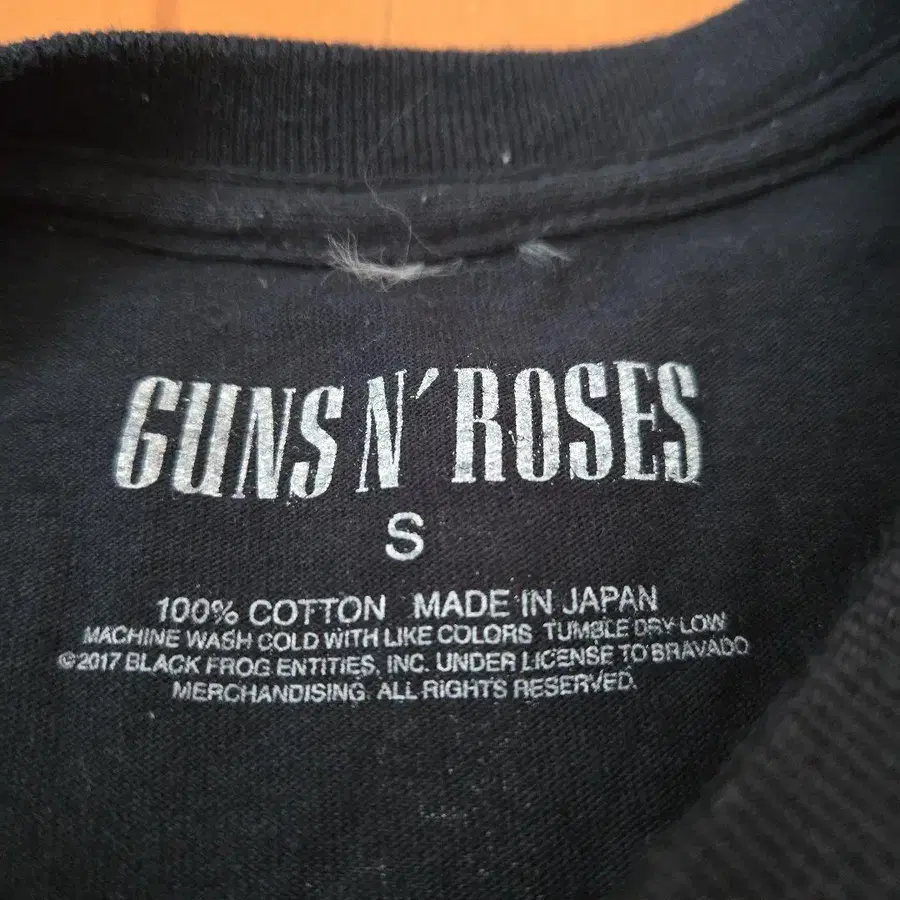 GUNS N' ROSES
S
100% COTTON MADE IN JAPAN
MACHINE WASH COLD WITH LIKE COLORS TUMBLE DRY LOW
©2017 BLACK FROG ENTITIES, INC. UNDER LICENSE TO BRAVADO
MERCHANDISING. ALL RIGHTS RESERVED.